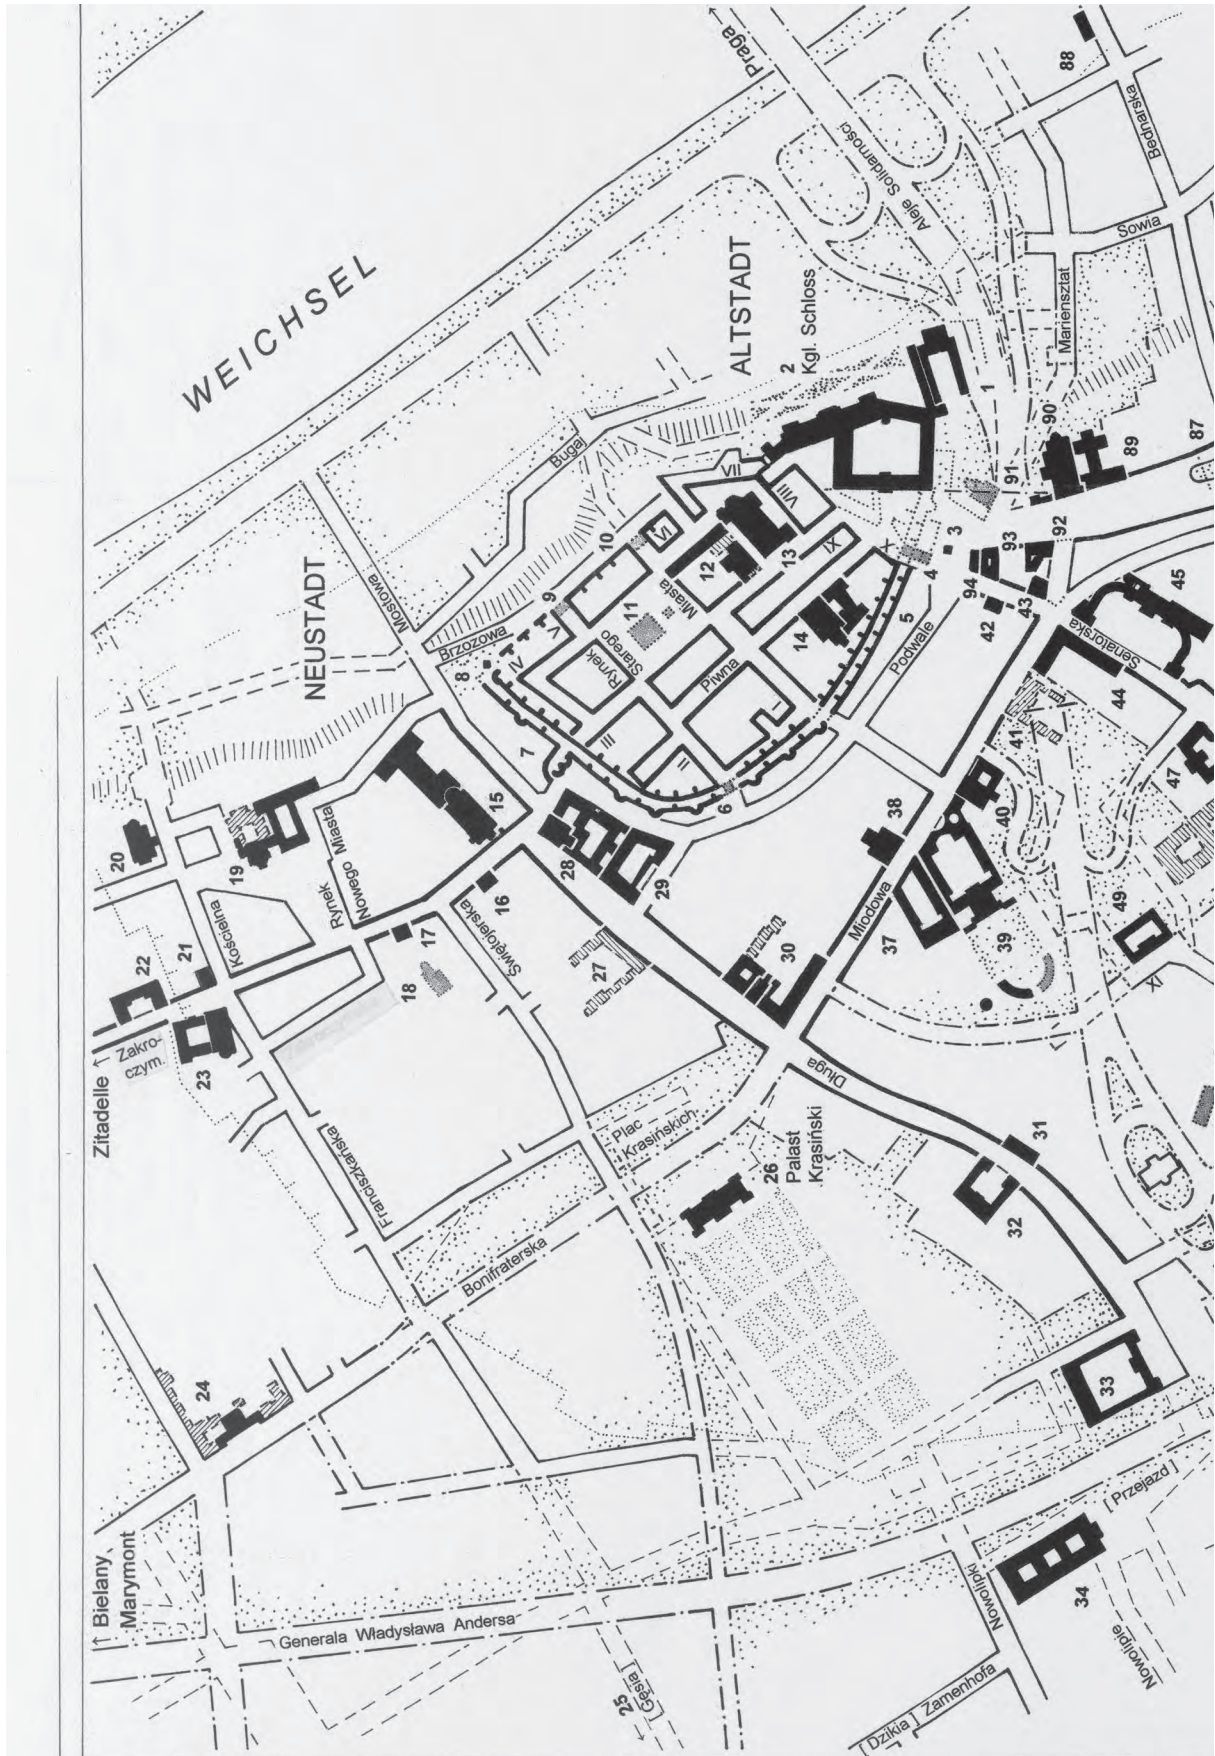 ↑ Bielany,
Marymont
Zitadelle ↑
Zakro-
czym.
22
20
21
23
24
19
Kościelna
WEICHSEL
Generala Władysława Andersa
Franciszkańska
Rynek
Nowego Miasta
NEUSTADT
Mostowa
18
17
Bonifraterska
Świętojerska
16
15
8
Brzozowa
7
IV
V
9
Buga
10
27
28
III
Rynek
Starego
Miasta
11
VI
25
[Gęsia]
Plac
Krasińskich
29
II
Piwna
12
VII
Praga →
6
I
13
VIII
ALTSTADT
26
Palast
Krasiński
30
14
IX
2
Kgl. Schloss
Długa
Miodowa
38
5
X
Podwale
4
3
Aleje Solidarności
[Dzikia] Zamenhofa
Nowolipki
37
39
40
41
42
94
43
93
91
1
32
31
92
90
Mariensztat
88
34
33
[Przejazd]
49
44
Senatorska
89
Sowia
Bednarska
Nowolipie
XI
47
45
87